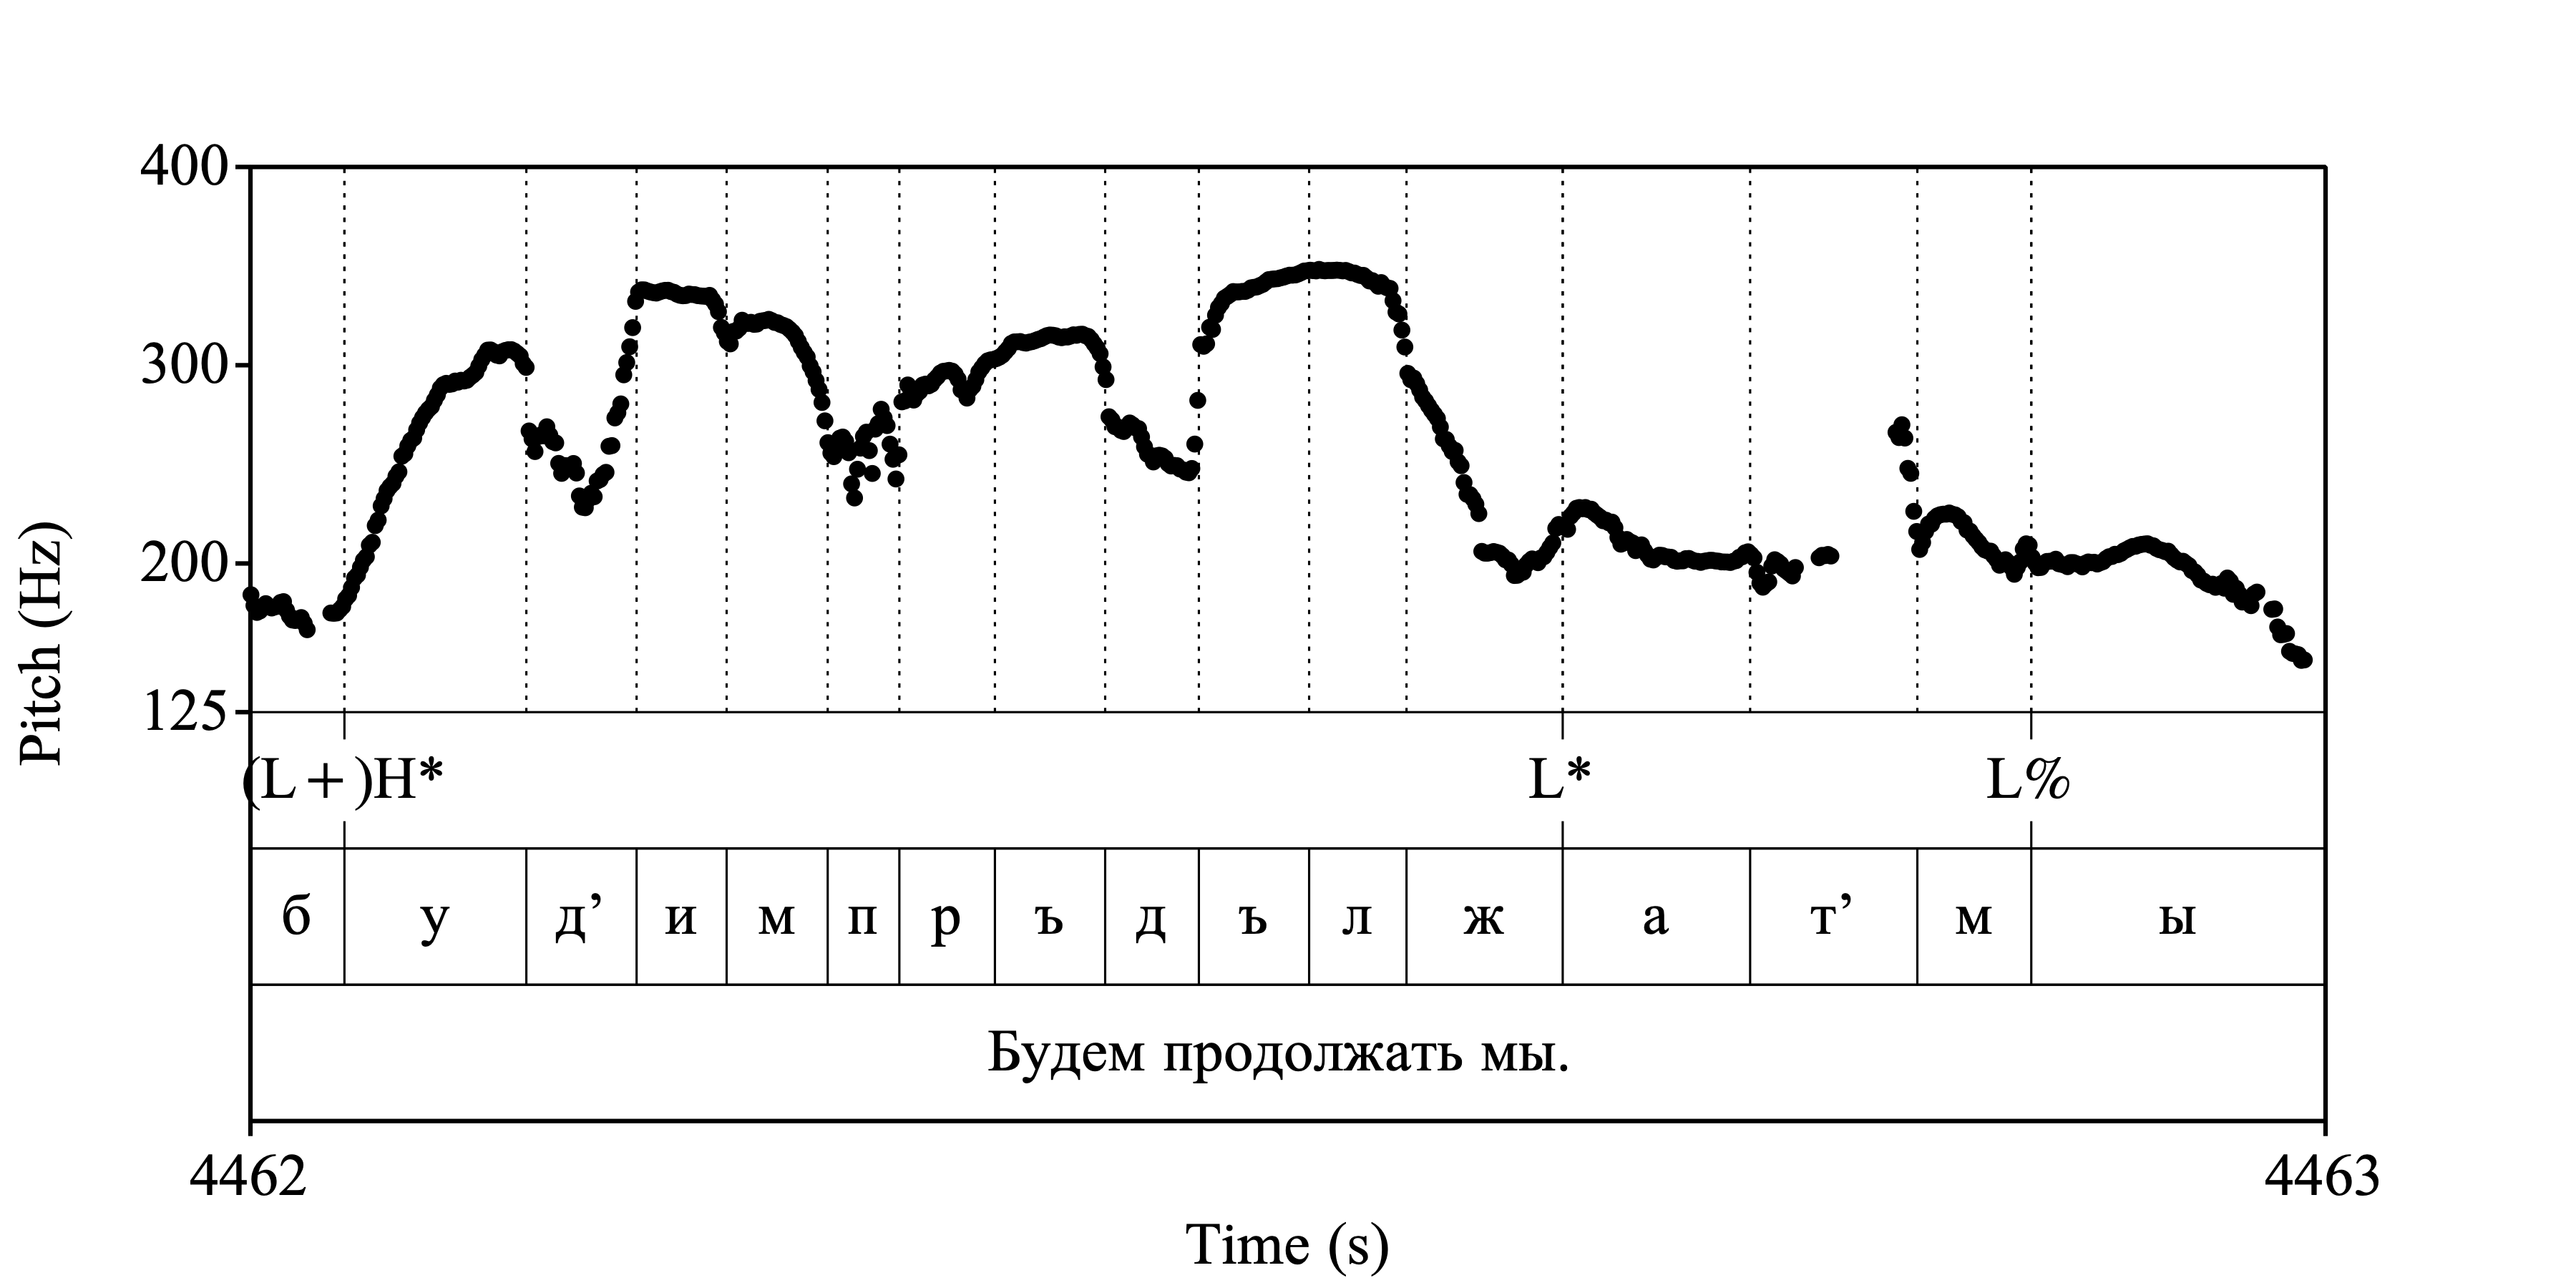 400
300
200
125
Pitch (Hz)
(L+)H* L* L%
б у д’ и м п р ъ д ъ л ж а т’ м ы
Будем продолжать мы.
4462 4463
Time (s)